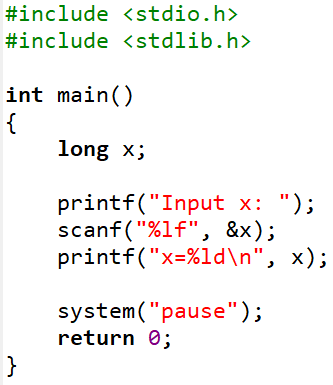 #include <stdio.h>
#include <stdlib.h>
int main()
{
    long x;
    printf("Input x: ");
    scanf("%lf", &x);
    printf("x=%ld\n", x);
    system("pause");
    return 0;
}